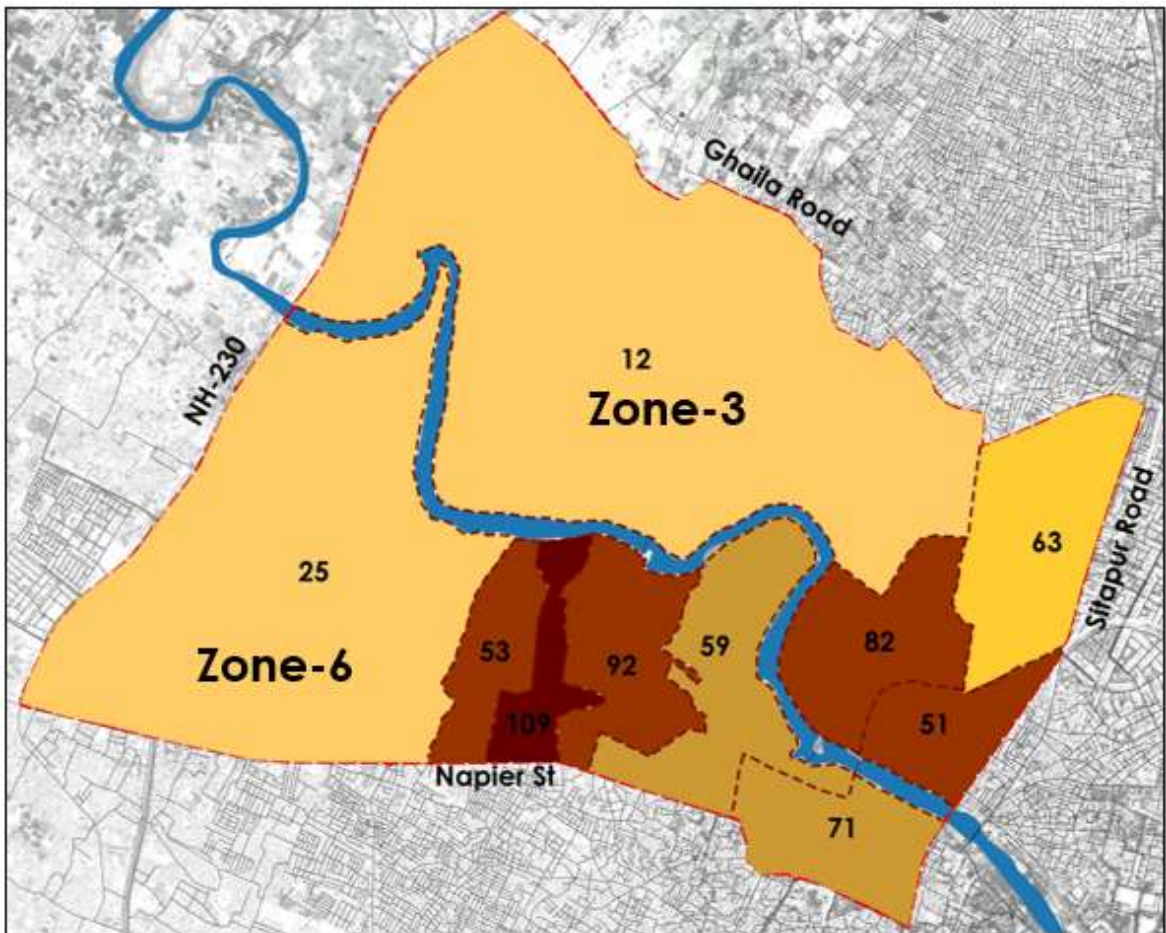 Ghaila Road
NH-230
12
Zone-3
63
Sitapur Road
25
Zone-6
53
92
59
82
109
51
Napier St
71